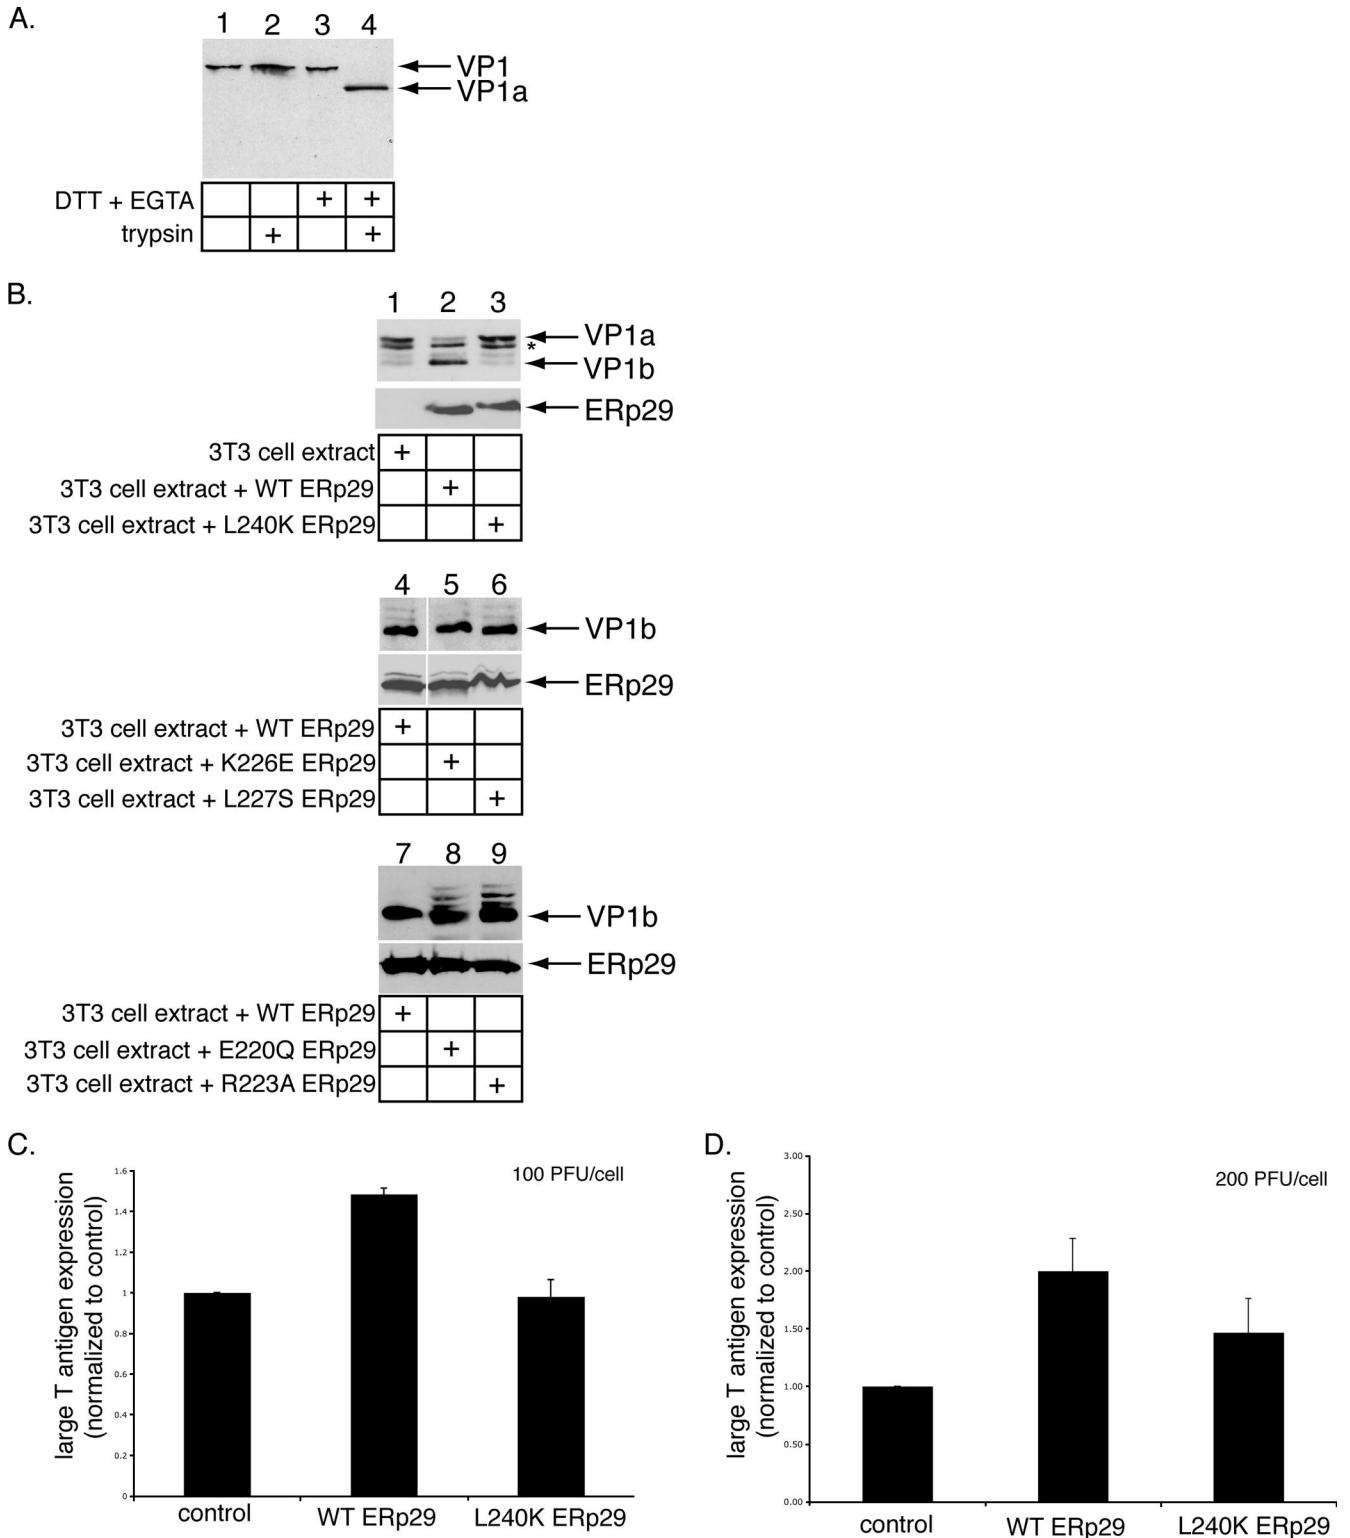 A.
1 2 3 4
VP1
VP1a
DTT + EGTA + +
trypsin + +
B.
1 2 3
VP1a
*
VP1b
ERp29
3T3 cell extract +
3T3 cell extract + WT ERp29 +
3T3 cell extract + L240K ERp29 +
4 5 6
VP1b
ERp29
3T3 cell extract + WT ERp29 +
3T3 cell extract + K226E ERp29 +
3T3 cell extract + L227S ERp29 +
7 8 9
VP1b
ERp29
3T3 cell extract + WT ERp29 +
3T3 cell extract + E220Q ERp29 +
3T3 cell extract + R223A ERp29 +
C.
100 PFU/cell
large T antigen expression
(normalized to control)
1.6
1.4
1.2
1
0.8
0.6
0.4
0.2
0
control WT ERp29 L240K ERp29
D.
200 PFU/cell
large T antigen expression
(normalized to control)
3.00
2.50
2.00
1.50
1.00
0.50
0.00
control WT ERp29 L240K ERp29